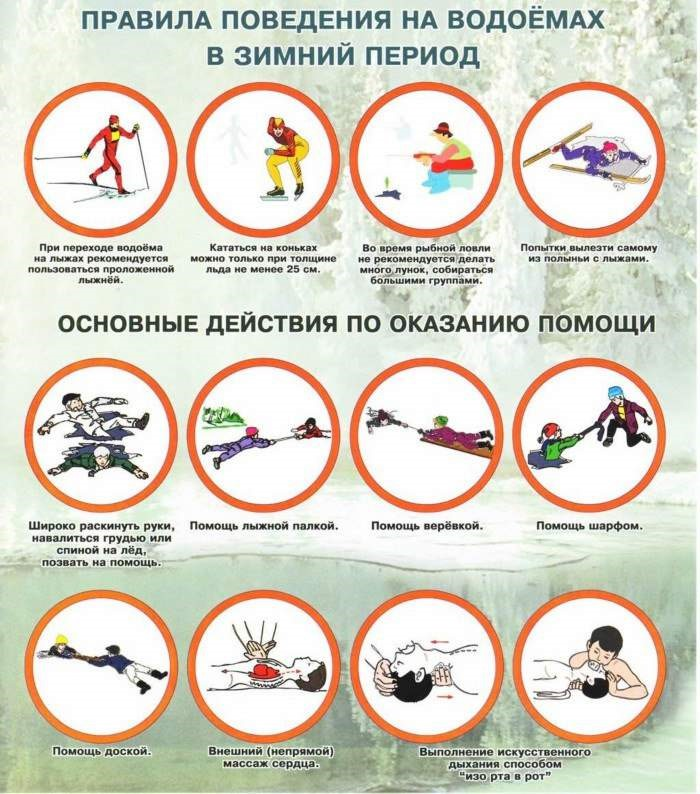 ПРАВИЛА ПОВЕДЕНИЯ НА ВОДОЁМАХ
В ЗИМНИЙ ПЕРИОД
При переходе водоёма
на лыжах рекомендуется
пользоваться проложенной
лыжнёй.
Кататься на коньках
можно только при толщине
льда не менее 25 см.
Во время рыбной ловли
не рекомендуется делать
много лунок, собираться
большими группами.
Попытки вылезти самому
из полыньи с лыжами.
ОСНОВНЫЕ ДЕЙСТВИЯ ПО ОКАЗАНИЮ ПОМОЩИ
Широко раскинуть руки,
навалиться грудью или
спиной на лёд,
позвать на помощь.
Помощь лыжной палкой.
Помощь верёвкой.
Помощь шарфом.
Помощь доской.
Внешний (непрямой)
массаж сердца.
Выполнение искусственного
дыхания способом
"изо рта в рот"